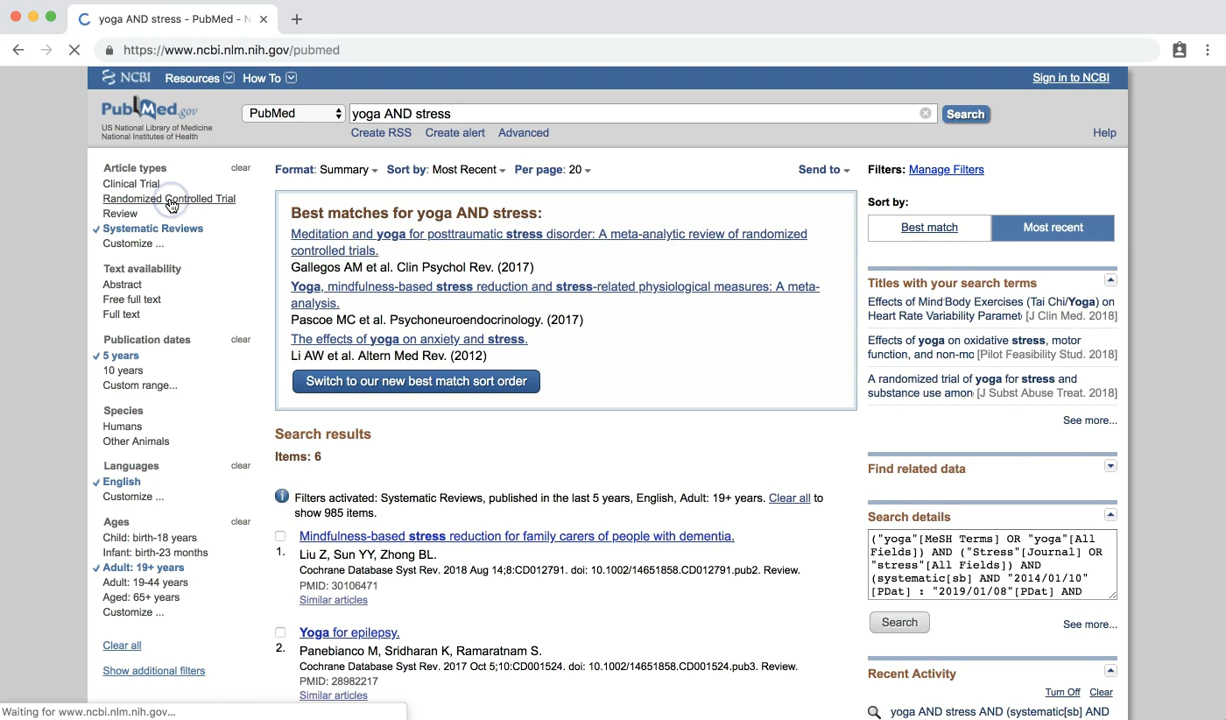 yoga AND stress - PubMed - N
https://www.ncbi.nlm.nih.gov/pubmed
NCBI Resources How To Sign in to NCBI
PubMed.gov
US National Library of Medicine
National Institutes of Health
PubMed
yoga AND stress
Search
Create RSS Create alert Advanced
Help
Article types clear
Clinical Trial
Randomized Controlled Trial
Review
Systematic Reviews
Customize ...
Text availability
Abstract
Free full text
Full text
Publication dates clear
5 years
10 years
Custom range...
Species
Humans
Other Animals
Languages clear
English
Customize ...
Ages clear
Child: birth-18 years
Infant: birth-23 months
Adult: 19+ years
Adult: 19-44 years
Aged: 65+ years
Customize ...
Clear all
Show additional filters
Format: Summary Sort by: Most Recent Per page: 20 Send to
Best matches for yoga AND stress:
Meditation and yoga for posttraumatic stress disorder: A meta-analytic review of randomized
controlled trials.
Gallegos AM et al. Clin Psychol Rev. (2017)
Yoga, mindfulness-based stress reduction and stress-related physiological measures: A meta-
analysis.
Pascoe MC et al. Psychoneuroendocrinology. (2017)
The effects of yoga on anxiety and stress.
Li AW et al. Altern Med Rev. (2012)
Switch to our new best match sort order
Search results
Items: 6
Filters activated: Systematic Reviews, published in the last 5 years, English, Adult: 19+ years. Clear all to
show 985 items.
Mindfulness-based stress reduction for family carers of people with dementia.
1. Liu Z, Sun YY, Zhong BL.
Cochrane Database Syst Rev. 2018 Aug 14;8:CD012791. doi: 10.1002/14651858.CD012791.pub2. Review.
PMID: 30106471
Similar articles
Yoga for epilepsy.
2. Panebianco M, Sridharan K, Ramaratnam S.
Cochrane Database Syst Rev. 2017 Oct 5;10:CD001524. doi: 10.1002/14651858.CD001524.pub3. Review.
PMID: 28982217
Similar articles
Filters: Manage Filters
Sort by:
Best match Most recent
Titles with your search terms
Effects of Mind Body Exercises (Tai Chi/Yoga) on
Heart Rate Variability Paramet [J Clin Med. 2018]
Effects of yoga on oxidative stress, motor
function, and non-mc [Pilot Feasibility Stud. 2018]
A randomized trial of yoga for stress and
substance use amon [J Subst Abuse Treat. 2018]
See more...
Find related data
Search details
("yoga"[MeSH Terms] OR "yoga"[All
Fields]) AND ("Stress"[Journal] OR
"stress"[All Fields]) AND
(systematic[sb] AND "2014/01/10"
[PDat] : "2019/01/08"[PDat] AND
Search
See more...
Recent Activity
Turn Off Clear
yoga AND stress AND (systematic[sb] AND
Waiting for www.ncbi.nlm.nih.gov...